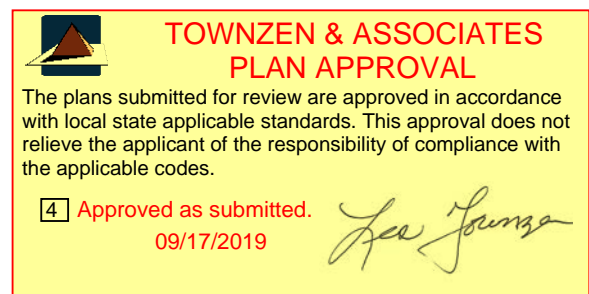 TOWNZEN & ASSOCIATES
PLAN APPROVAL
The plans submitted for review are approved in accordance
with local state applicable standards. This approval does not
relieve the applicant of the responsibility of compliance with
the applicable codes.
4 Approved as submitted.
09/17/2019
Les Townzen